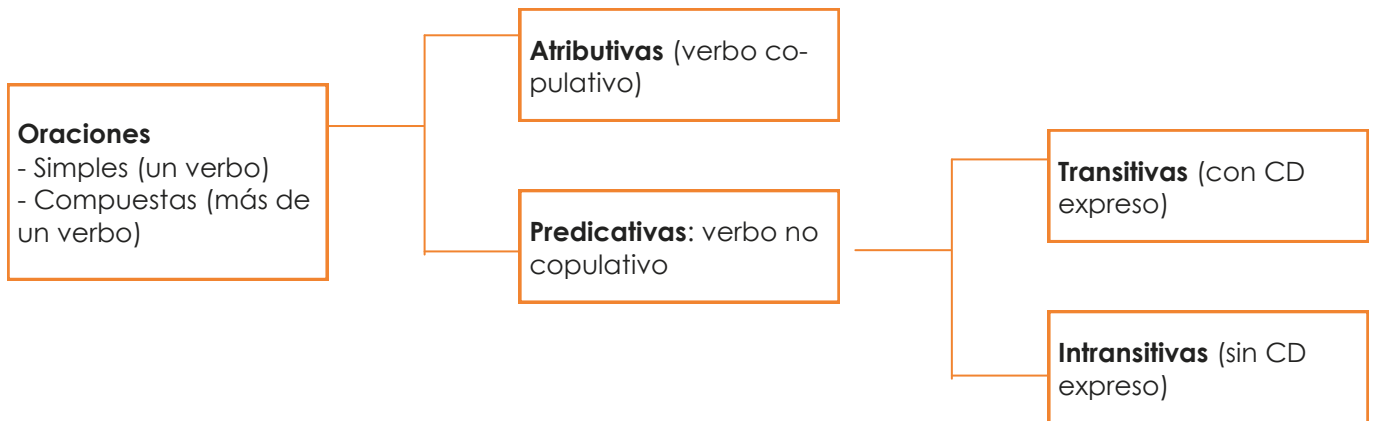 Oraciones
- Simples (un verbo)
- Compuestas (más de
un verbo)
Atributivas (verbo co-
pulativo)
Predicativas: verbo no
copulativo
Transitivas (con CD
expreso)
Intransitivas (sin CD
expreso)